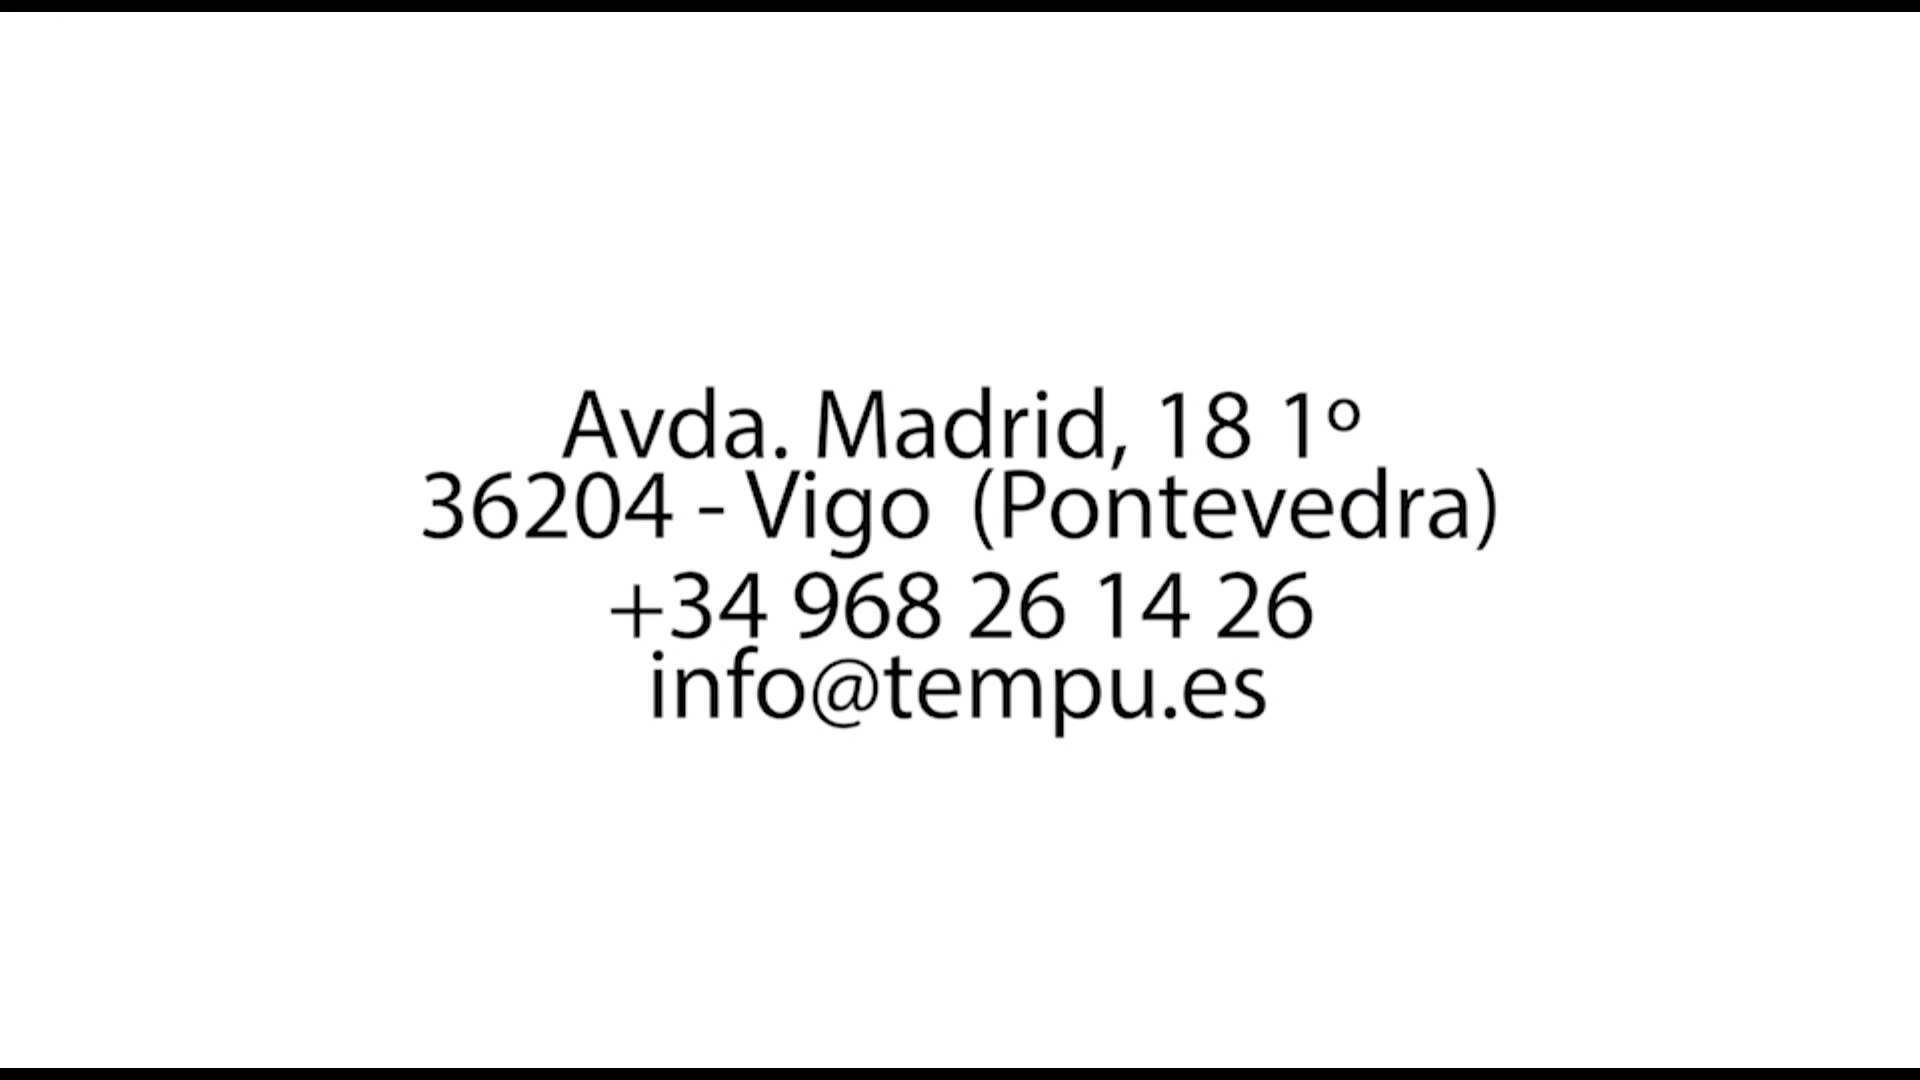 Avda. Madrid, 18 1º
36204 - Vigo (Pontevedra)
+34 968 26 14 26
info@tempu.es